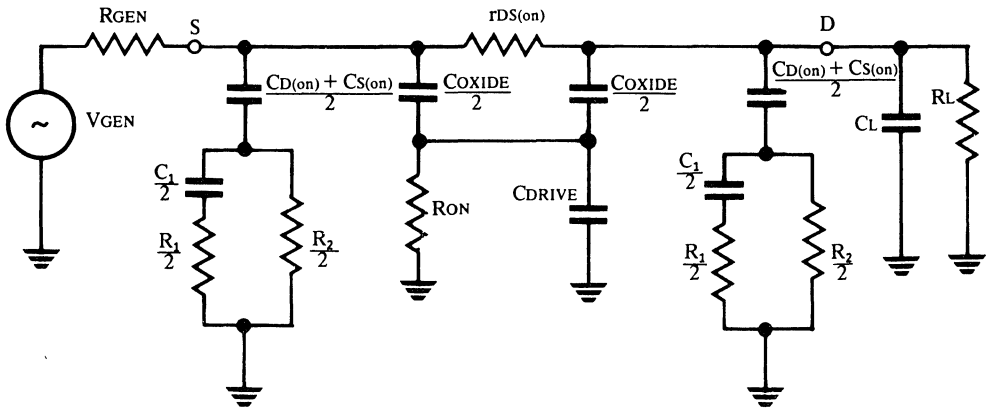 RGEN
S
rDS(on)
D
VGEN
~
CD(on) + CS(on)
2
COXIDE
2
COXIDE
2
CD(on) + CS(on)
2
CL
RL
C1
2
R1
2
R2
2
RON
CDRIVE
C1
2
R1
2
R2
2